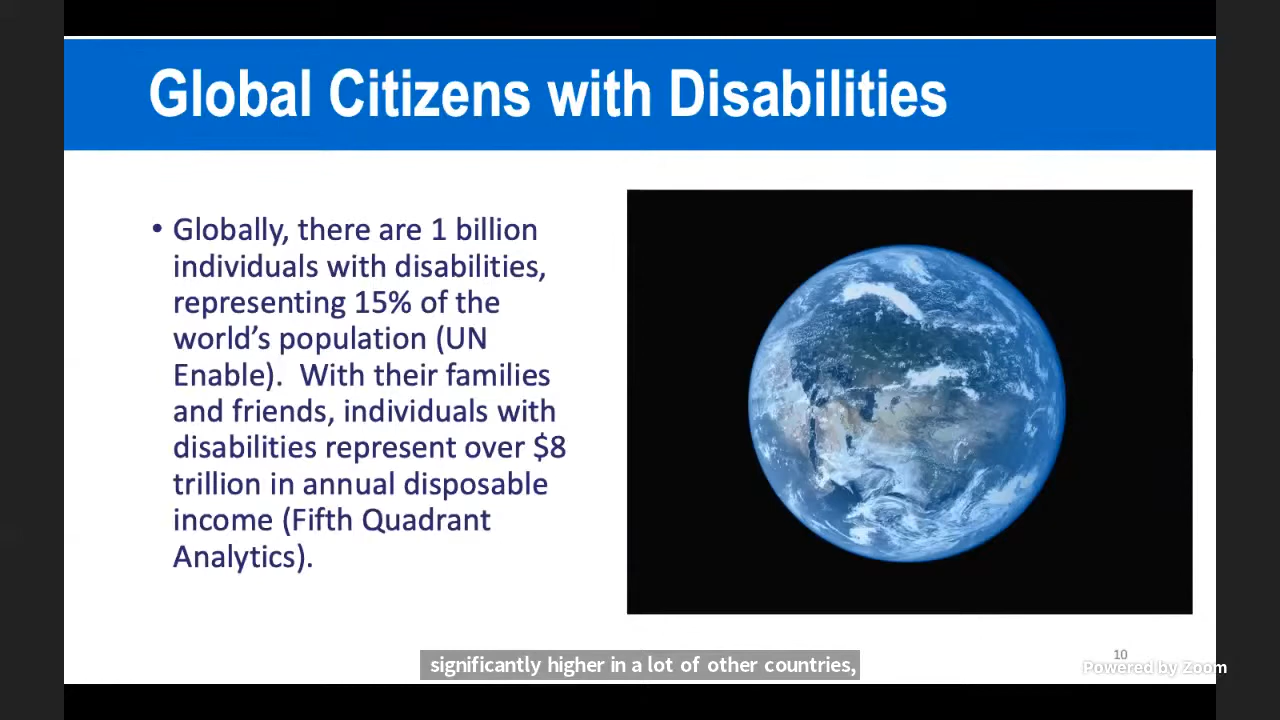 Global Citizens with Disabilities
• Globally, there are 1 billion
individuals with disabilities,
representing 15% of the
world’s population (UN
Enable).  With their families
and friends, individuals with
disabilities represent over $8
trillion in annual disposable
income (Fifth Quadrant
Analytics).
significantly higher in a lot of other countries,
10
Powered by Zoom